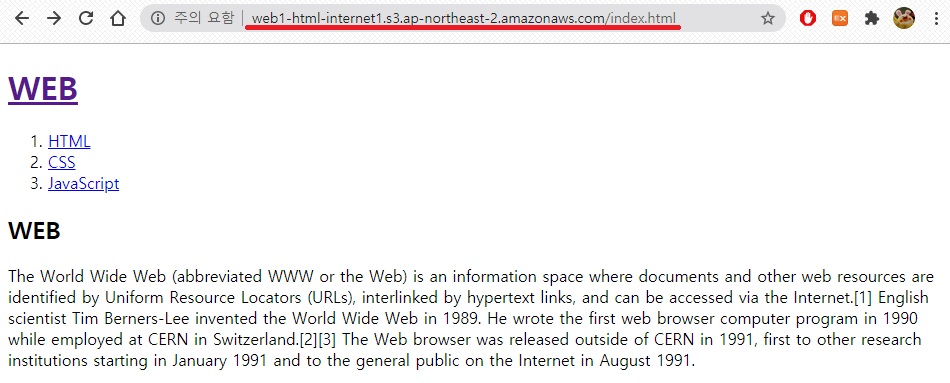 주의 요함 | web1-html-internet1.s3.ap-northeast-2.amazonaws.com/index.html
WEB
1. HTML
2. CSS
3. JavaScript
WEB
The World Wide Web (abbreviated WWW or the Web) is an information space where documents and other web resources are
identified by Uniform Resource Locators (URLs), interlinked by hypertext links, and can be accessed via the Internet.[1] English
scientist Tim Berners-Lee invented the World Wide Web in 1989. He wrote the first web browser computer program in 1990
while employed at CERN in Switzerland.[2][3] The Web browser was released outside of CERN in 1991, first to other research
institutions starting in January 1991 and to the general public on the Internet in August 1991.